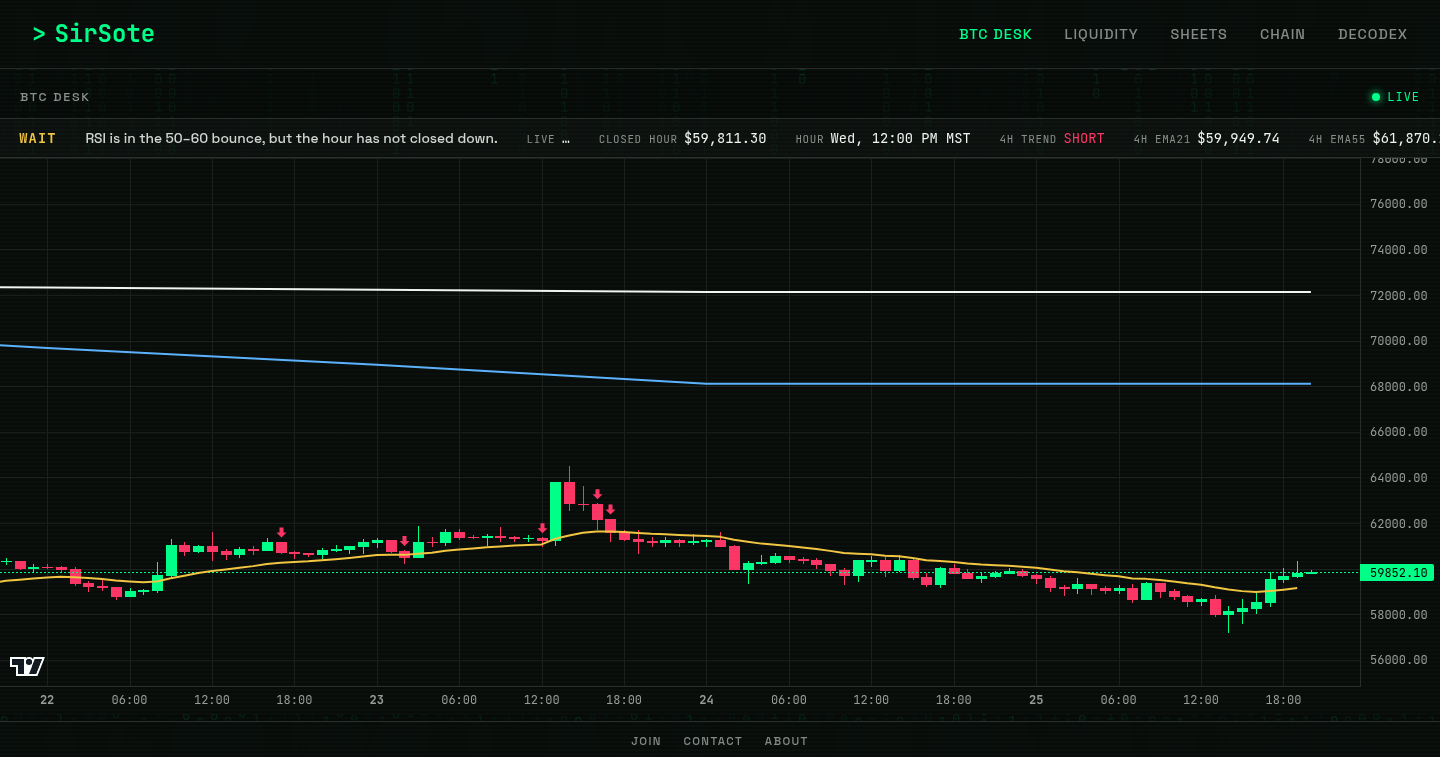 > SirSote
BTC DESK LIQUIDITY SHEETS CHAIN DECODEX
BTC DESK
LIVE
WAIT RSI is in the 50–60 bounce, but the hour has not closed down. LIVE … CLOSED HOUR $59,811.30 HOUR Wed, 12:00 PM MST 4H TREND SHORT 4H EMA21 $59,949.74 4H EMA55 $61,870.
78000.00
76000.00
74000.00
72000.00
70000.00
68000.00
66000.00
64000.00
62000.00
59852.10
58000.00
56000.00
22 06:00 12:00 18:00 23 06:00 12:00 18:00 24 06:00 12:00 18:00 25 06:00 12:00 18:00
JOIN CONTACT ABOUT